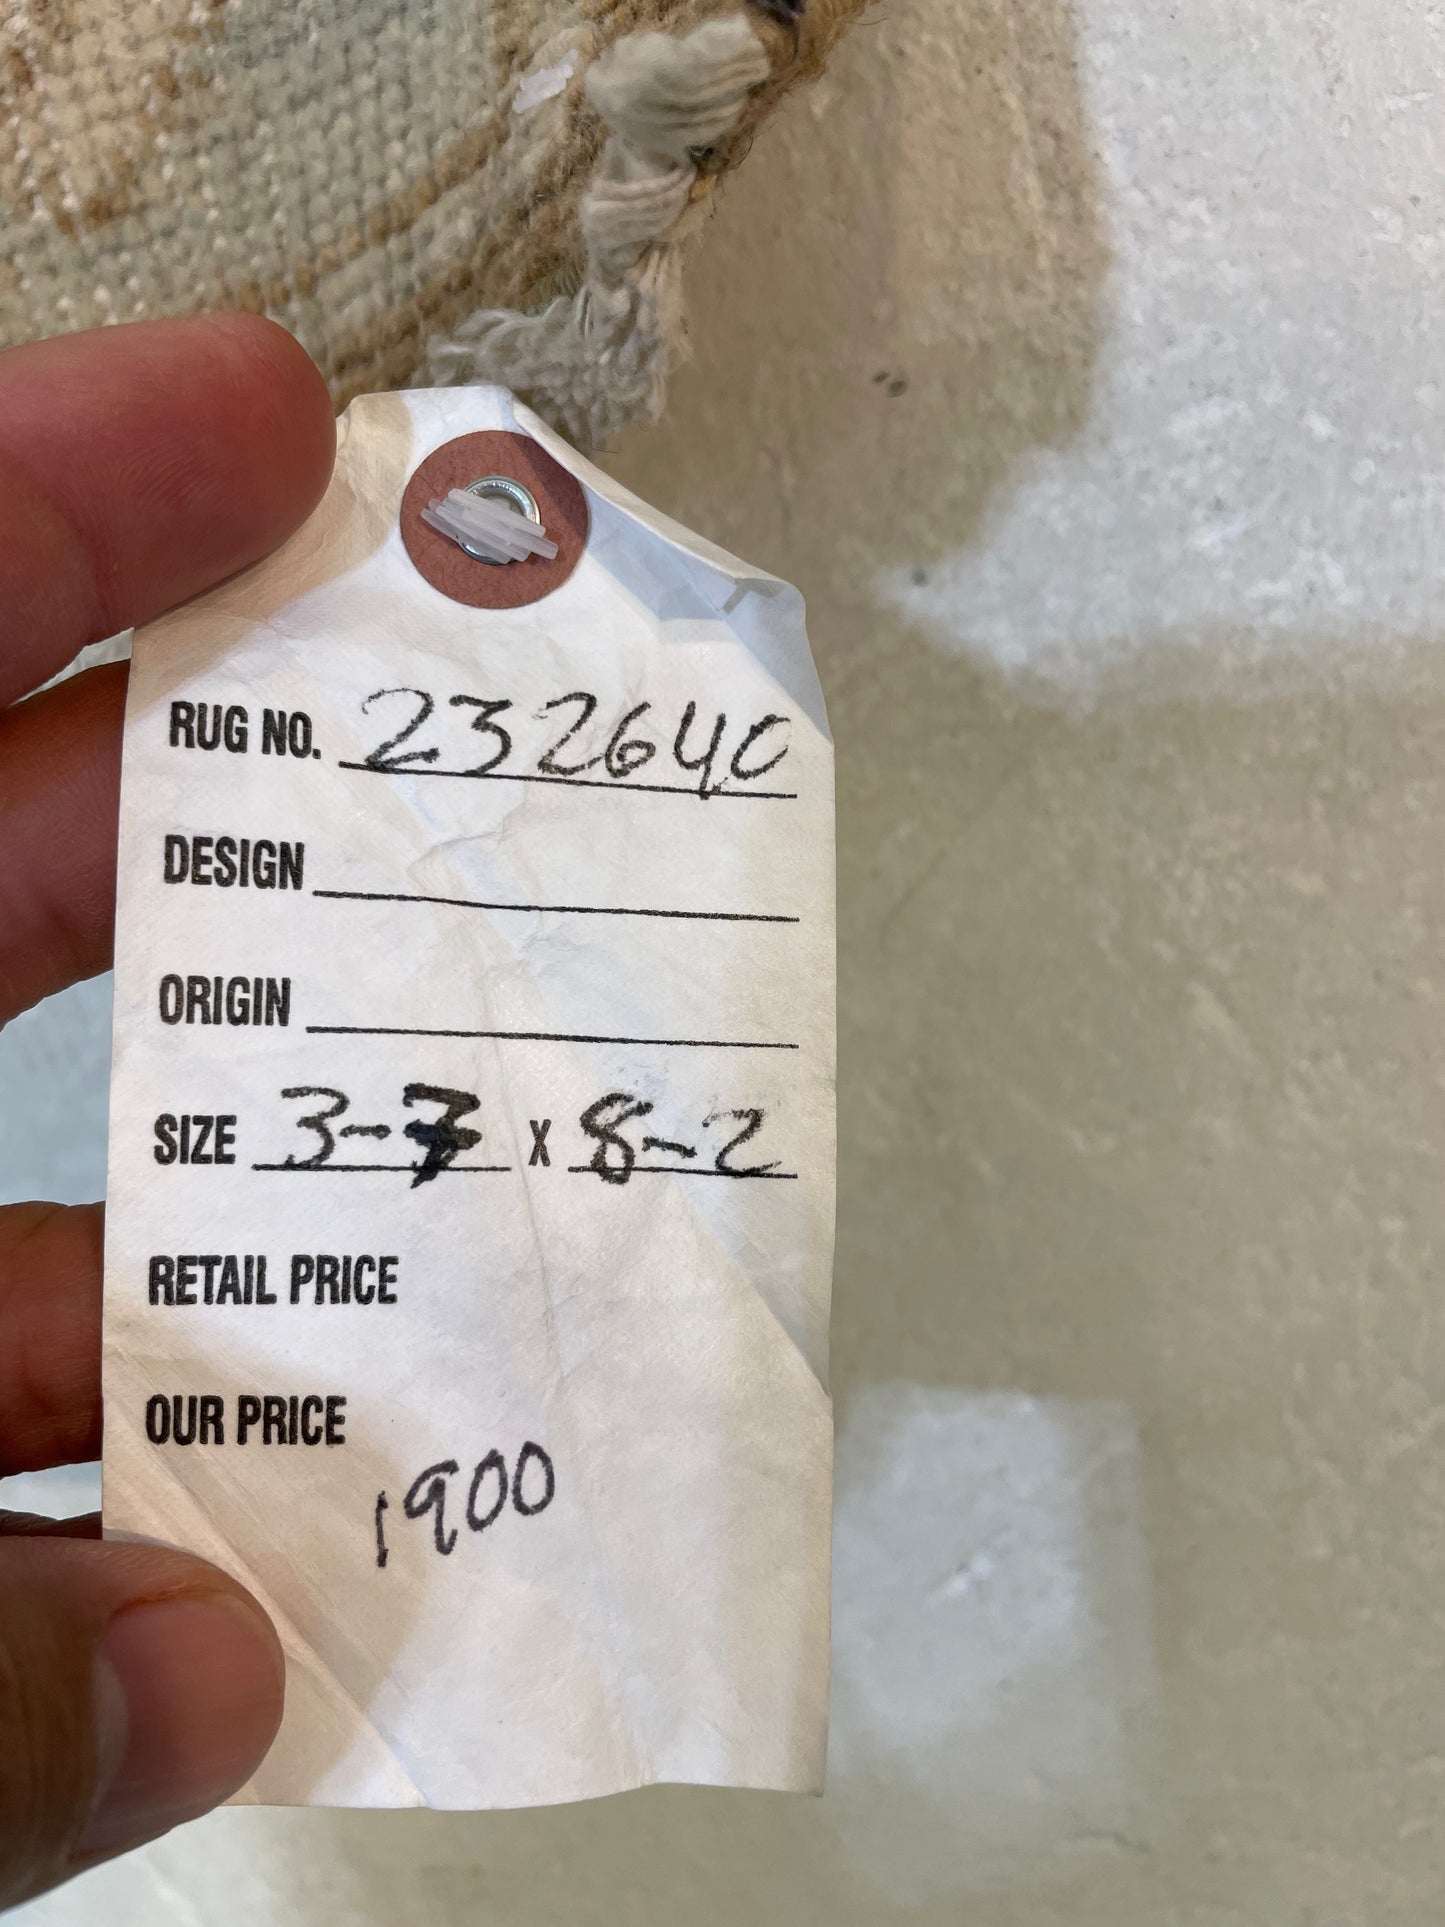 RUG NO. 232640
DESIGN
ORIGIN
SIZE 3-7 x 8-2
RETAIL PRICE
OUR PRICE
1900